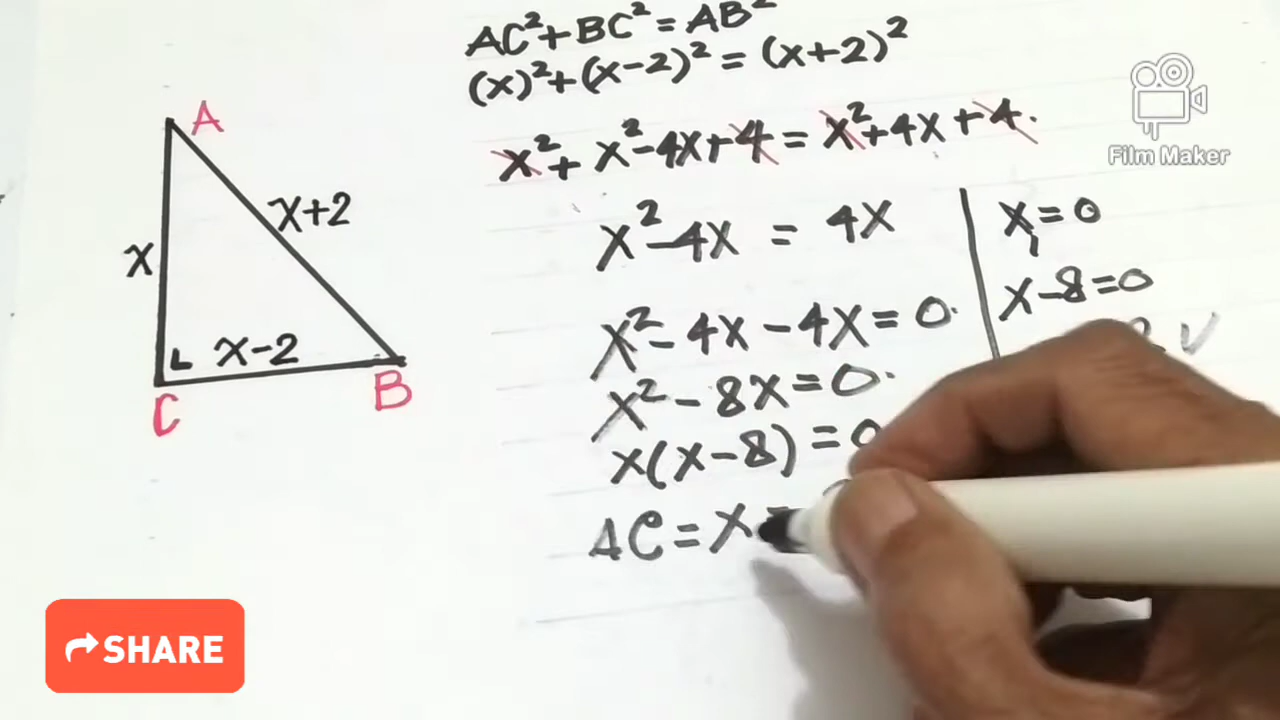 AC²+BC²=AB²
(x)²+(x-2)²=(x+2)²
x²+x²-4x+4=x²+4x+4.
x²-4x=4x
x²-4x-4x=0.
x²-8x=0.
x(x-8)=0
AC=x=
x₁=0
x-8=0
A
x+2
x
x-2
B
C
Film Maker
SHARE